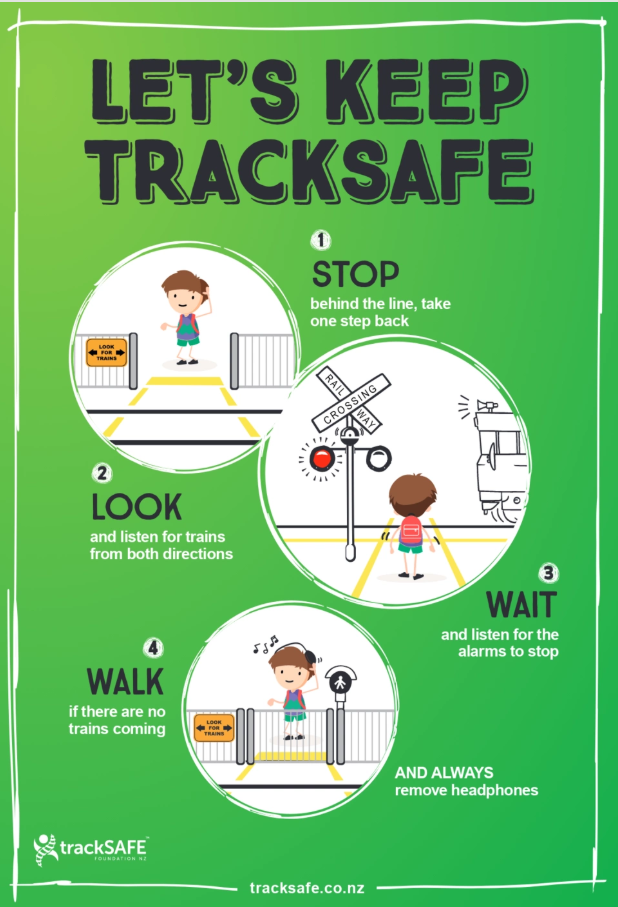 LET'S KEEP
TRACKSAFE
1
STOP
behind the line, take
one step back
LOOK
FOR
TRAINS
RAIL
CROSSING
WAY
2
LOOK
and listen for trains
from both directions
3
WAIT
and listen for the
alarms to stop
4
WALK
if there are no
trains coming
LOOK
FOR
TRAINS
AND ALWAYS
remove headphones
trackSAFE™
FOUNDATION NZ
tracksafe.co.nz